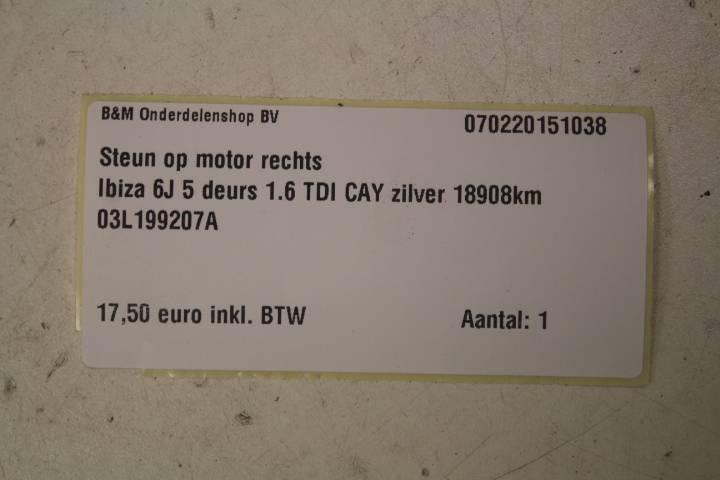 B&M Onderdelenshop BV
070220151038
Steun op motor rechts
Ibiza 6J 5 deurs 1.6 TDI CAY zilver 18908km
03L199207A
17,50 euro inkl. BTW
Aantal: 1